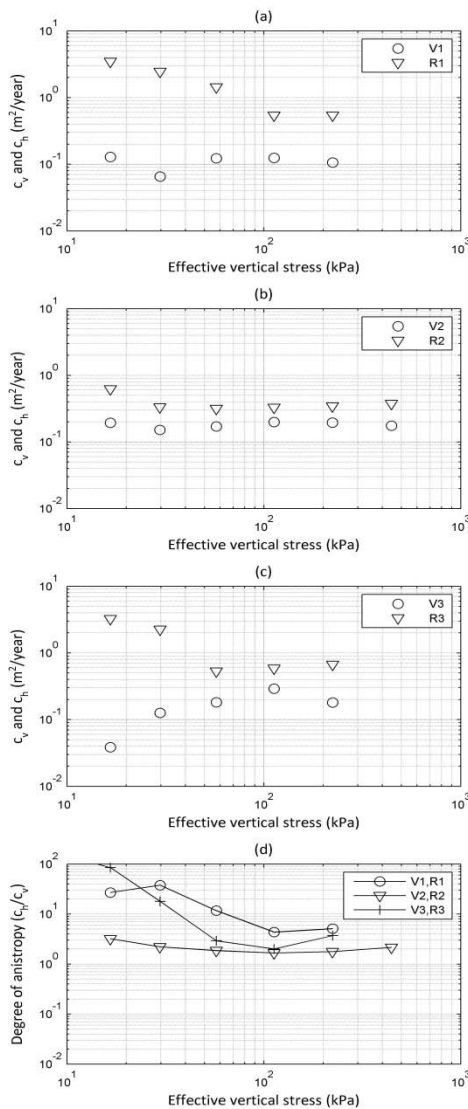 (a)
10^1
10^0
10^-1
10^-2
c_v and c_h (m^2/year)
V1
R1
10^1 10^2 10^3
Effective vertical stress (kPa)
(b)
10^1
10^0
10^-1
10^-2
c_v and c_h (m^2/year)
V2
R2
10^1 10^2 10^3
Effective vertical stress (kPa)
(c)
10^1
10^0
10^-1
10^-2
c_v and c_h (m^2/year)
V3
R3
10^1 10^2 10^3
Effective vertical stress (kPa)
(d)
10^2
10^1
10^0
10^-1
10^-2
Degree of anistropy (c_h/c_v)
V1,R1
V2,R2
V3,R3
10^1 10^2 10^3
Effective vertical stress (kPa)